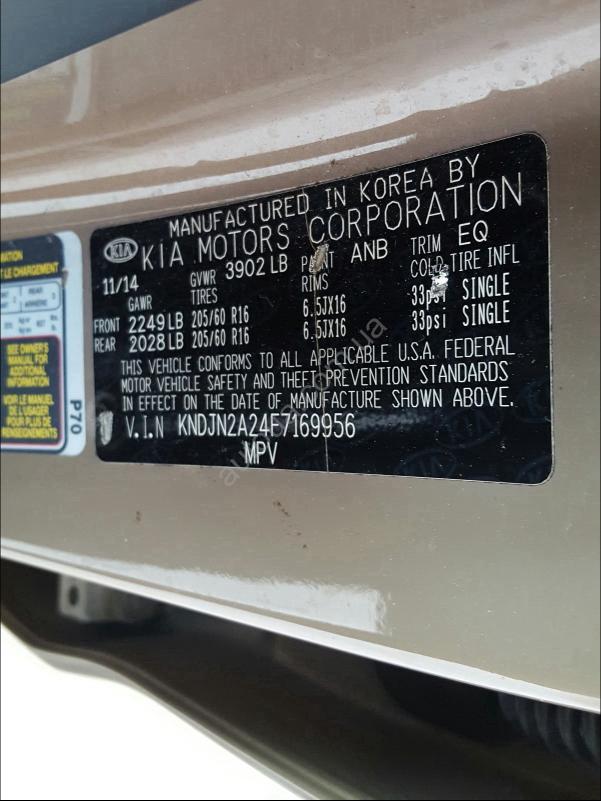 MANUFACTURED IN KOREA BY
KIA KIA MOTORS CORPORATION
11/14 GVWR 3902 LB PAINT ANB TRIM EQ
GAWR TIRES RIMS COLD TIRE INFL
FRONT 2249 LB 205/60 R16 6.5JX16 33psi SINGLE
REAR 2028 LB 205/60 R16 6.5JX16 33psi SINGLE
THIS VEHICLE CONFORMS TO ALL APPLICABLE U.S.A. FEDERAL
MOTOR VEHICLE SAFETY AND THEFT PREVENTION STANDARDS
IN EFFECT ON THE DATE OF MANUFACTURE SHOWN ABOVE.
V.I.N KNDJN2A24F7169956
MPV
LE CHARGEMENT
SEE OWNER'S
MANUAL FOR
ADDITIONAL
INFORMATION
VOIR LE MANUEL
DE L'USAGER
POUR PLUS DE
RENSEIGNEMENTS
P70